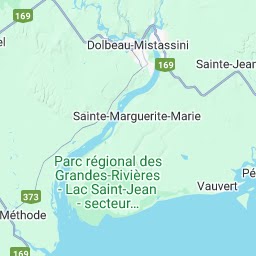 169
Dolbeau-Mistassini
169
Sainte-Jean
Sainte-Marguerite-Marie
Parc régional des
Grandes-Rivières
- Lac Saint-Jean
- secteur...
373
Vauvert
Pé
Méthode
169